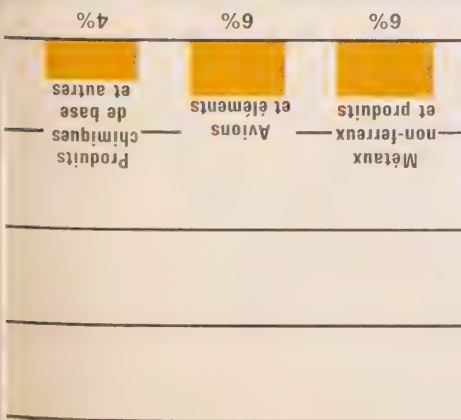 Métaux
non-ferreux
et produits
6%
Avions
et éléments
6%
Produits
chimiques
de base
et autres
4%